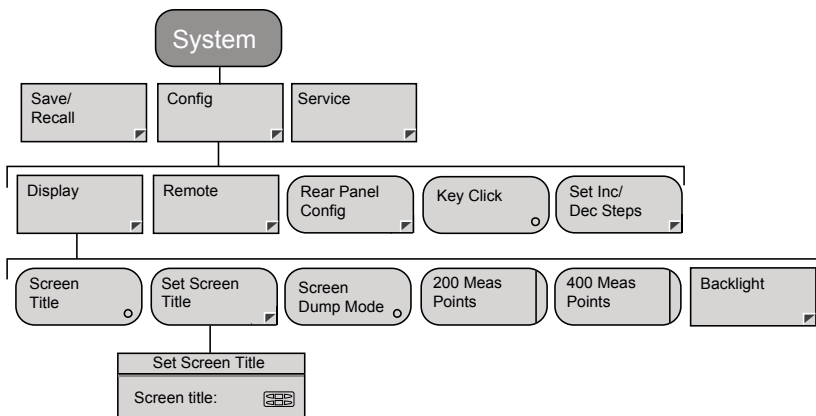 System
Save/
Recall
Config
Service
Display
Remote
Rear Panel
Config
Key Click
Set Inc/
Dec Steps
Screen
Title
Set Screen
Title
Screen
Dump Mode
200 Meas
Points
400 Meas
Points
Backlight
Set Screen Title
Screen title: